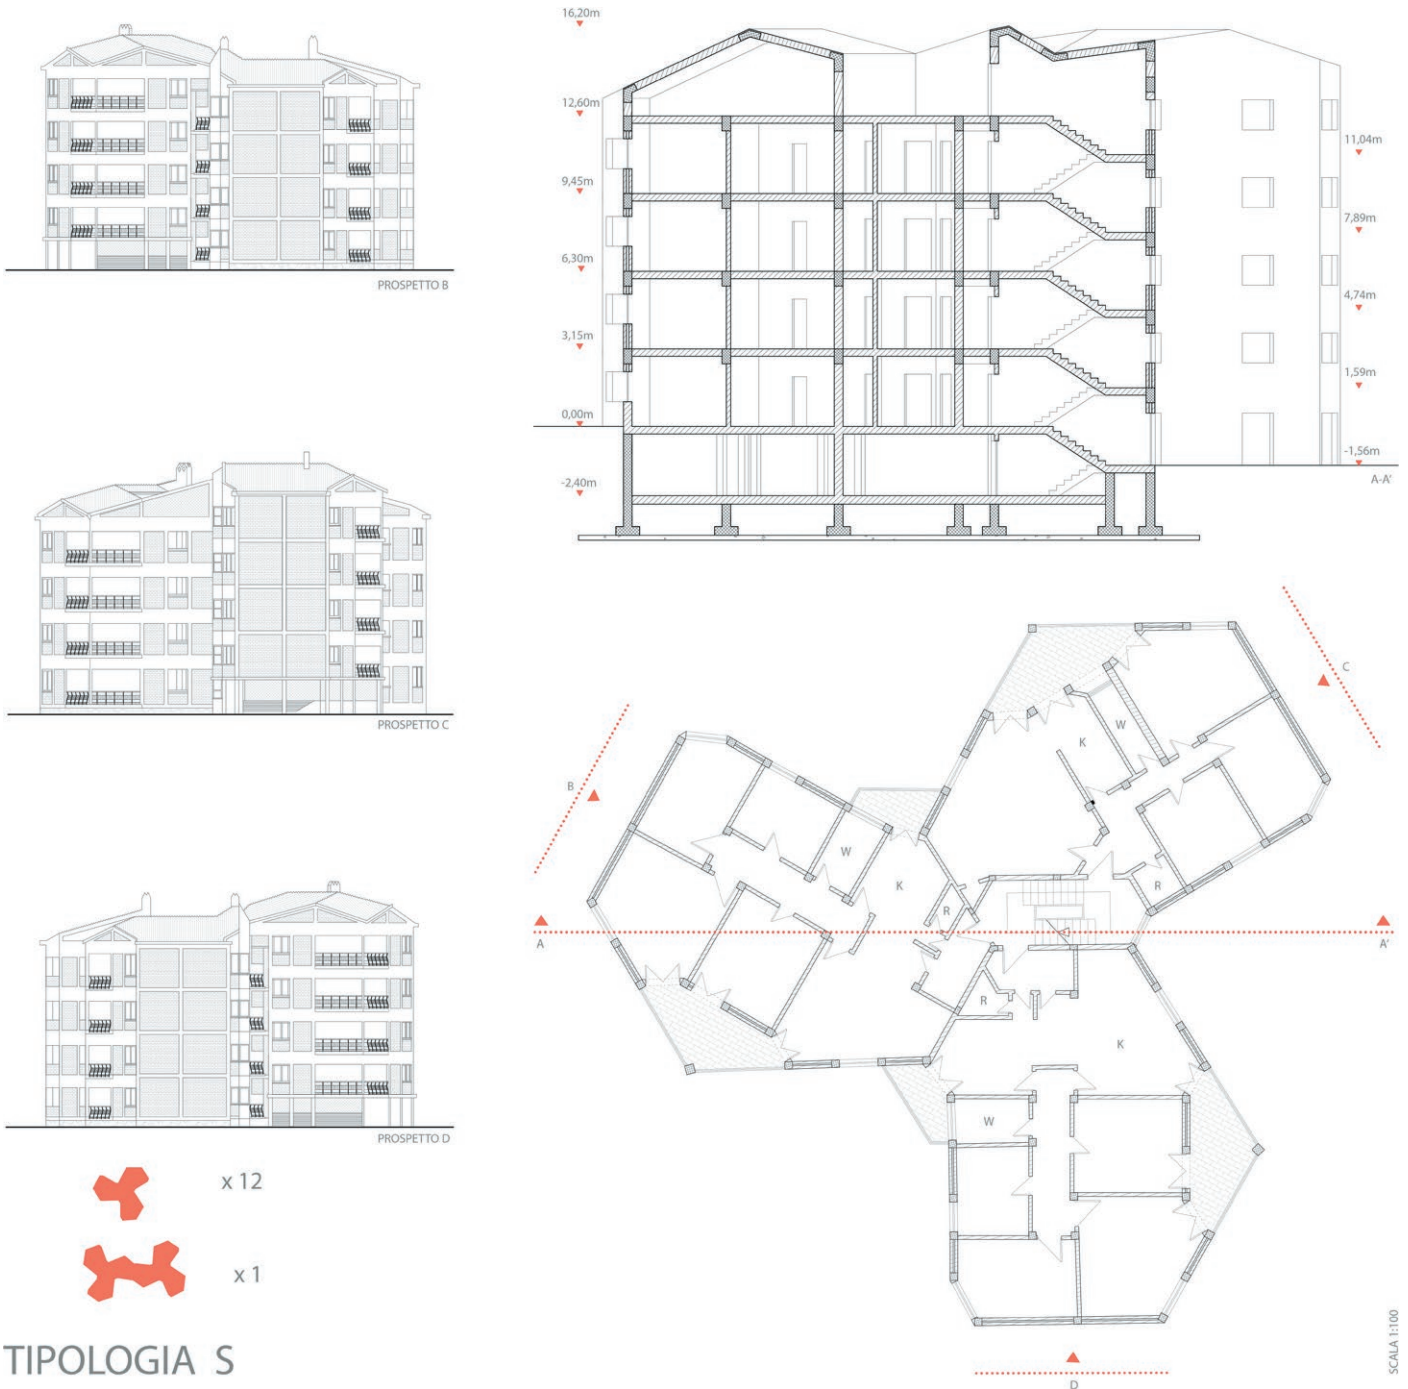 PROSPETTO B
PROSPETTO C
PROSPETTO D
x 12
x 1
TIPOLOGIA S
16,20m
12,60m
9,45m
6,30m
3,15m
0,00m
-2,40m
11,04m
7,89m
4,74m
1,59m
-1,56m
A-A'
C
W
K
B
W
K
R
R
A
A'
R
K
W
D
SCALA 1:100